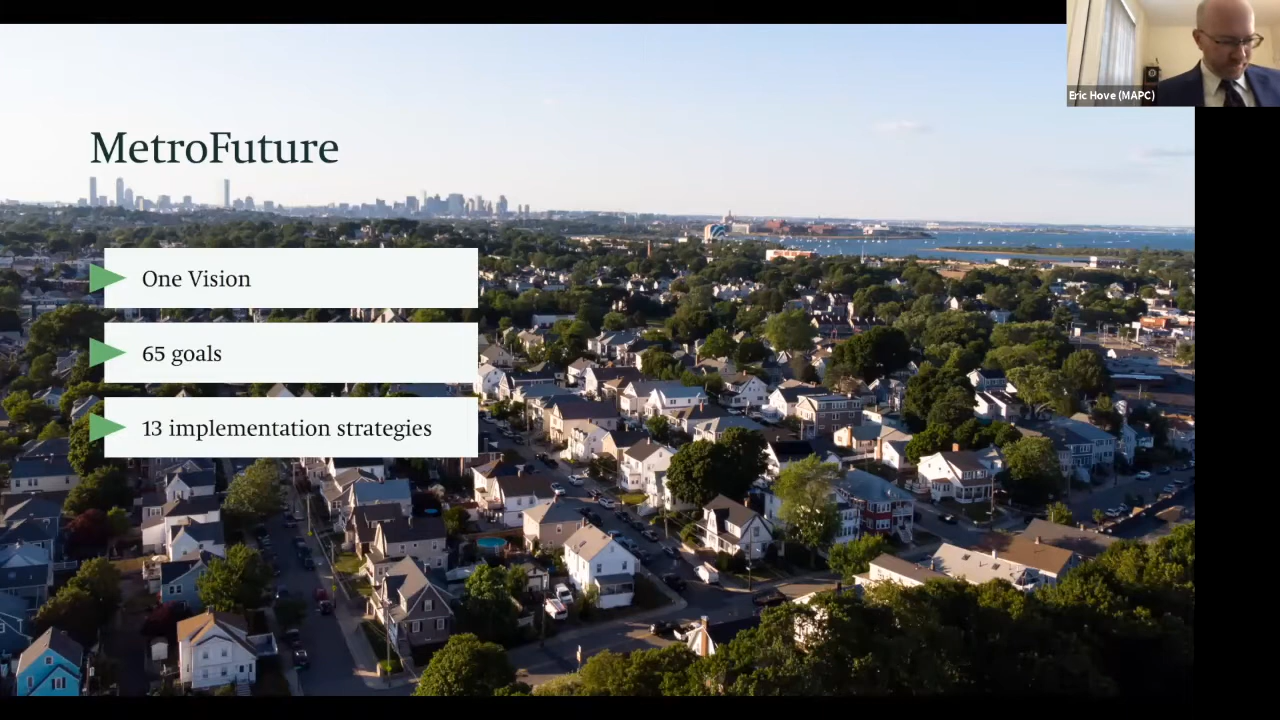 Eric Hove (MAPC)
MetroFuture
One Vision
65 goals
13 implementation strategies